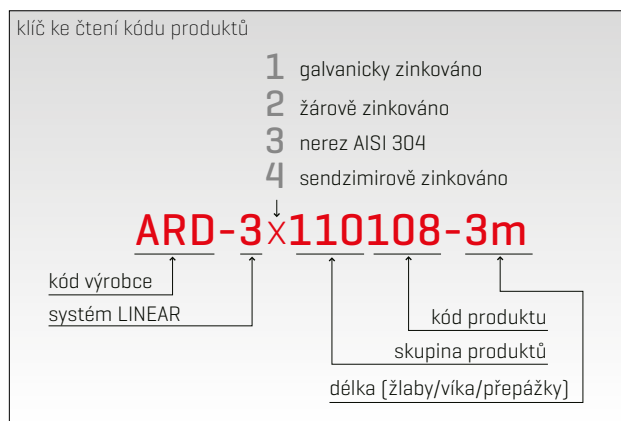 klíč ke čtení kódu produktů
1 galvanicky zinkováno
2 žárově zinkováno
3 nerez AISI 304
4 sendzimirově zinkováno
ARD-3x110108-3m
kód výrobce
systém LINEAR
kód produktu
skupina produktů
délka (žlaby/víka/přepážky)